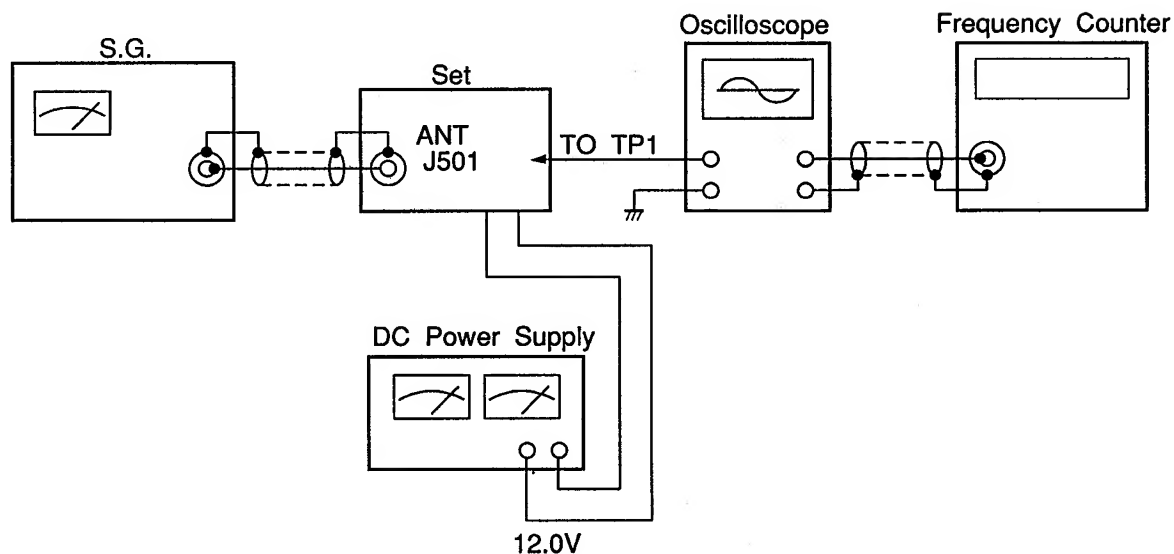 S.G.
Set
Oscilloscope
Frequency Counter
ANT
J501
TO TP1
DC Power Supply
12.0V